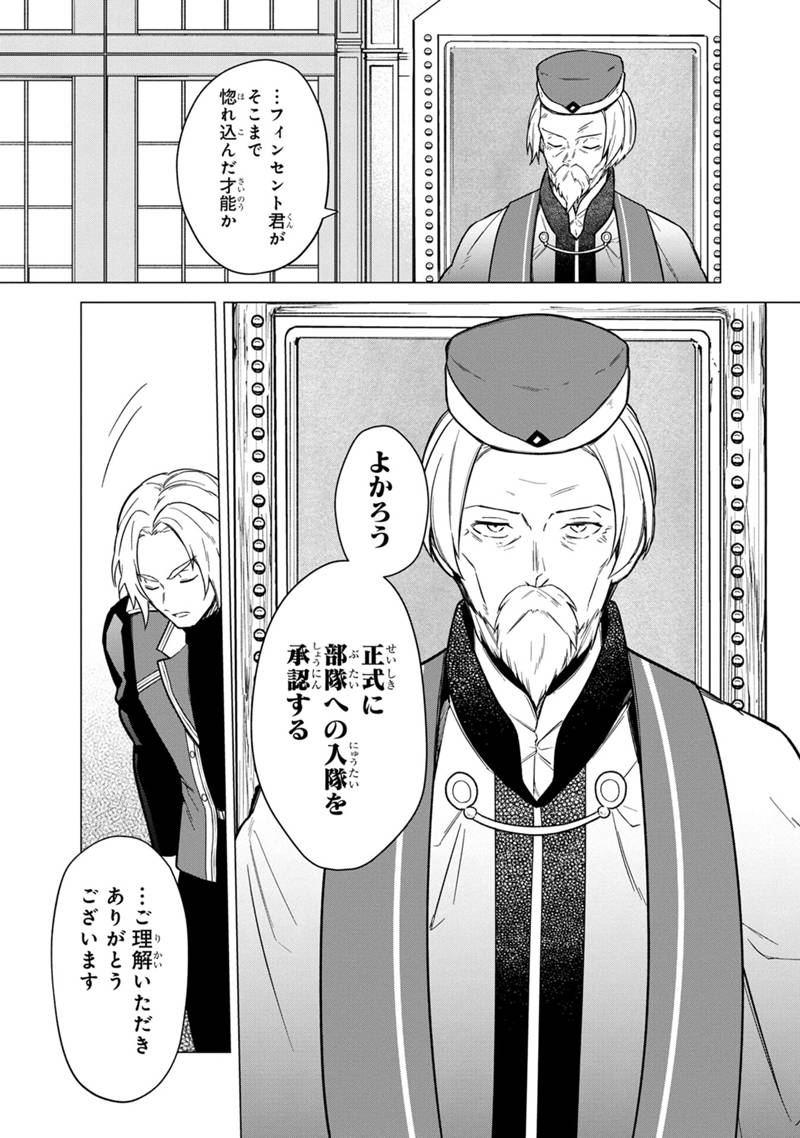 …フィンセント君が
そこまで
惚れ込んだ才能か
よかろう
正式に
部隊への入隊を
承認する
…ご理解いただき
ありがとう
ございます